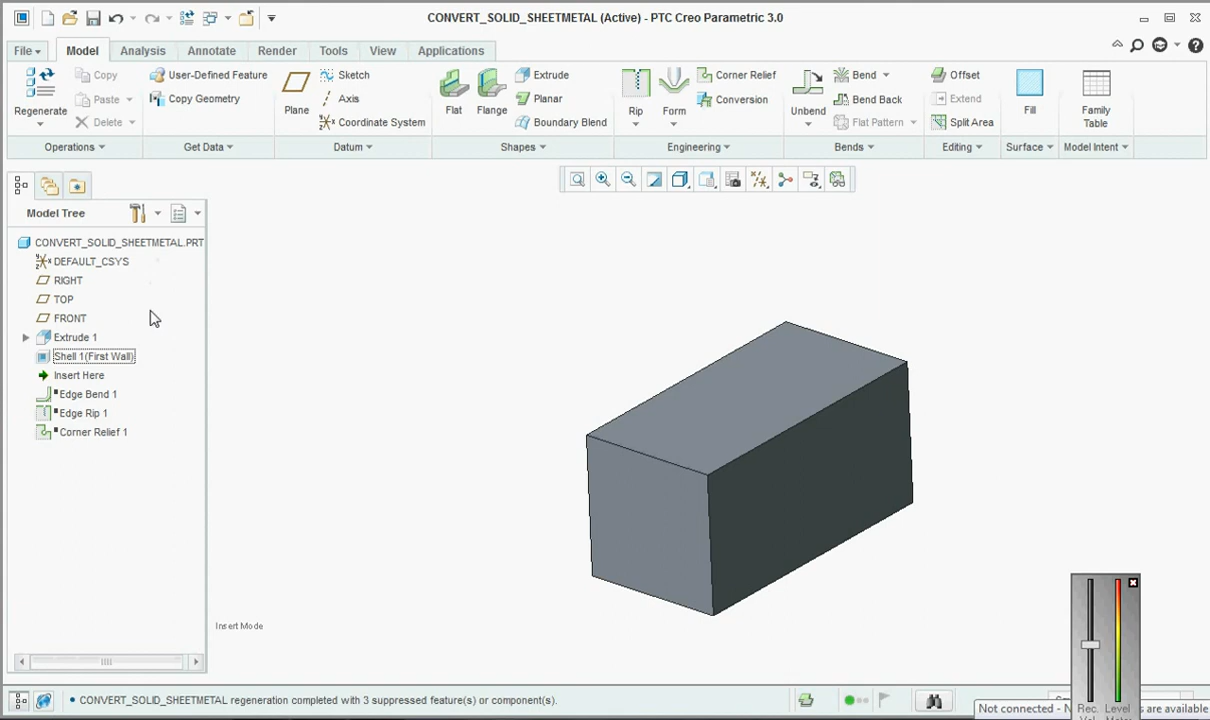 CONVERT_SOLID_SHEETMETAL (Active) - PTC Creo Parametric 3.0
File Model Analysis Annotate Render Tools View Applications
Regenerate
Copy
Paste
Delete
Operations
User-Defined Feature
Copy Geometry
Get Data
Plane
Sketch
Axis
Coordinate System
Datum
Flat
Flange
Extrude
Planar
Boundary Blend
Shapes
Rip
Form
Corner Relief
Conversion
Engineering
Unbend
Bend
Bend Back
Flat Pattern
Bends
Offset
Extend
Split Area
Editing
Fill
Surface
Family
Table
Model Intent
Model Tree
CONVERT_SOLID_SHEETMETAL.PRT
DEFAULT_CSYS
RIGHT
TOP
FRONT
Extrude 1
Shell 1(First Wall)
Insert Here
Edge Bend 1
Edge Rip 1
Corner Relief 1
Insert Mode
• CONVERT_SOLID_SHEETMETAL regeneration completed with 3 suppressed feature(s) or component(s).
Not connected - 
s are available
Rec.
Level